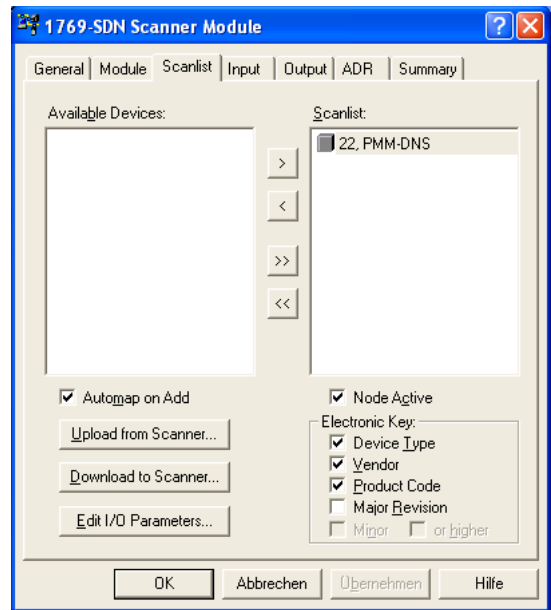 1769-SDN Scanner Module
General Module Scanlist Input Output ADR Summary
Available Devices:
Scanlist:
>
<
>>
<<
22, PMM-DNS
Automap on Add
Upload from Scanner...
Download to Scanner...
Edit I/O Parameters...
Node Active
Electronic Key:
Device Type
Vendor
Product Code
Major Revision
Minor or higher
OK Abbrechen Übernehmen Hilfe